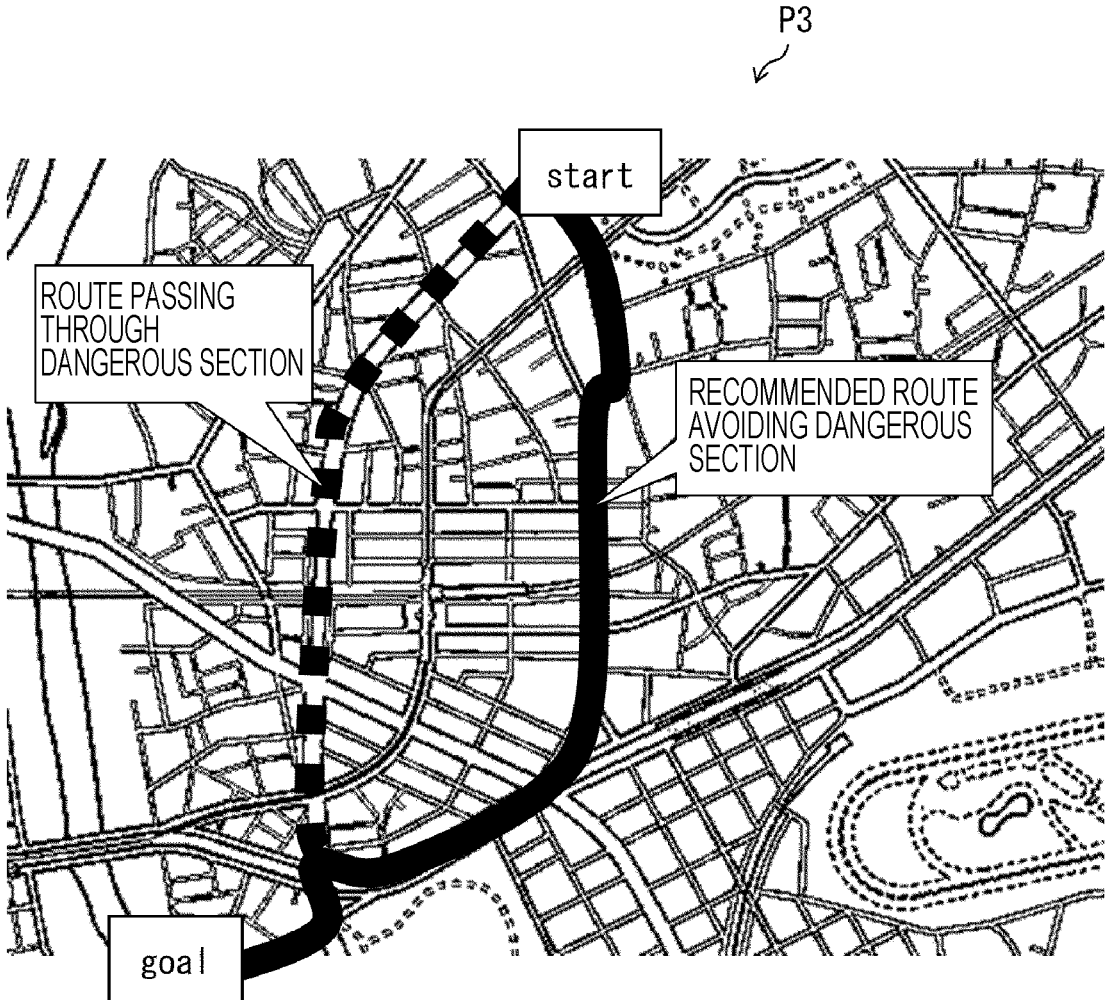 P3
start
ROUTE PASSING
THROUGH
DANGEROUS SECTION
RECOMMENDED ROUTE
AVOIDING DANGEROUS
SECTION
goal